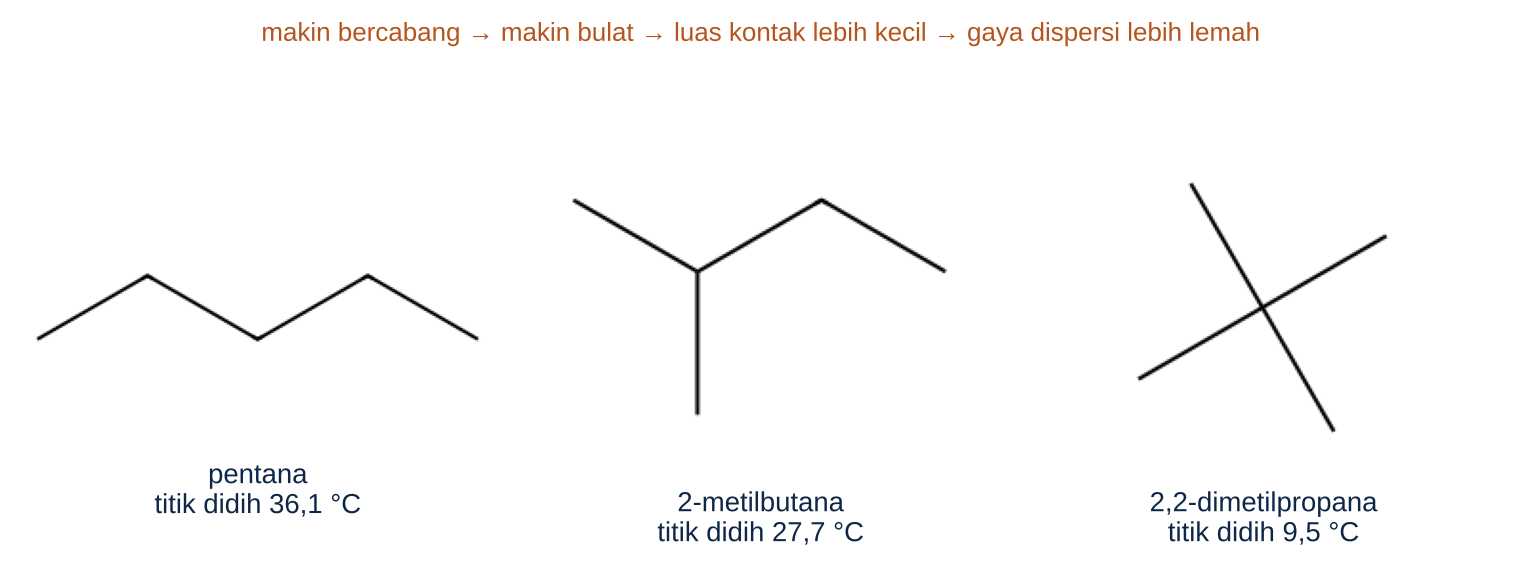 makin bercabang → makin bulat → luas kontak lebih kecil → gaya dispersi lebih lemah
pentana
titik didih 36,1 °C
2-metilbutana
titik didih 27,7 °C
2,2-dimetilpropana
titik didih 9,5 °C